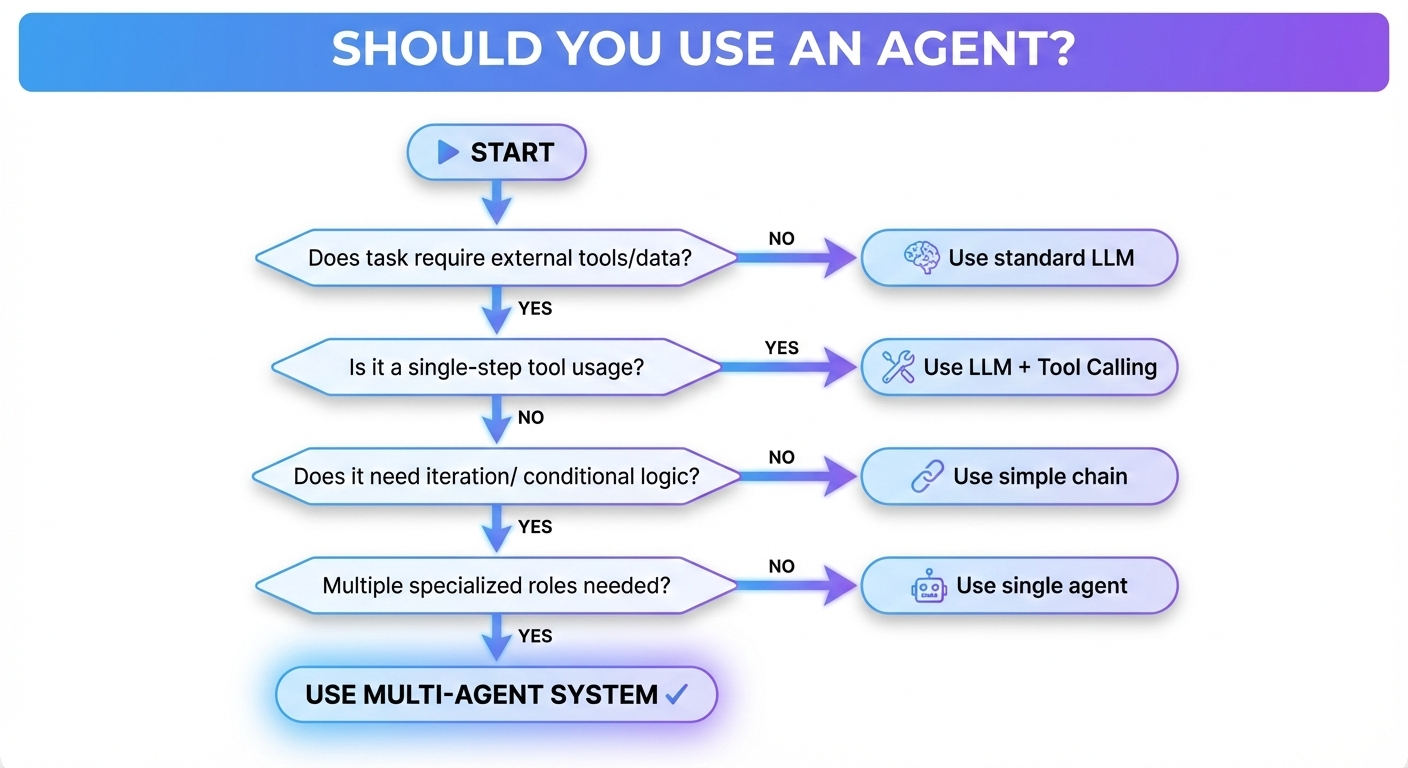 SHOULD YOU USE AN AGENT?
START
Does task require external tools/data?
NO
Use standard LLM
YES
Is it a single-step tool usage?
YES
Use LLM + Tool Calling
NO
Does it need iteration/ conditional logic?
NO
Use simple chain
YES
Multiple specialized roles needed?
NO
Use single agent
YES
USE MULTI-AGENT SYSTEM